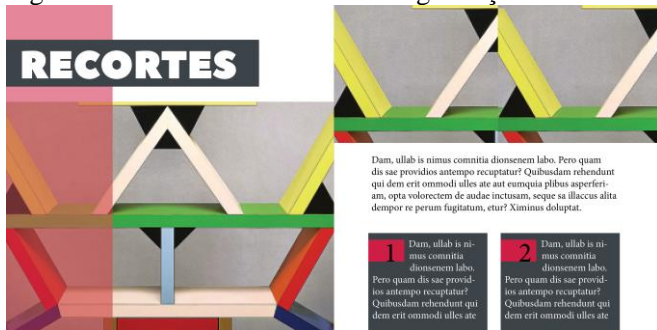 RECORTES
Dam, ullab is nimus comnitia dionsenem labo. Pero quam
dis sae providios antempo recuptatur? Quibusdam rehendunt
qui dem erit ommodi ulles ate aut eumquia plibus asperferi-
am, opta volorectem de audae inctusam, seque sa illaccus alita
dempor re perum fugitatum, etur? Ximinus doluptat.
1 Dam, ullab is ni-
mus comnitia
dionsenem labo.
Pero quam dis sae provid-
ios antempo recuptatur?
Quibusdam rehendunt qui
dem erit ommodi ulles ate
2 Dam, ullab is ni-
mus comnitia
dionsenem labo.
Pero quam dis sae provid-
ios antempo recuptatur?
Quibusdam rehendunt qui
dem erit ommodi ulles ate